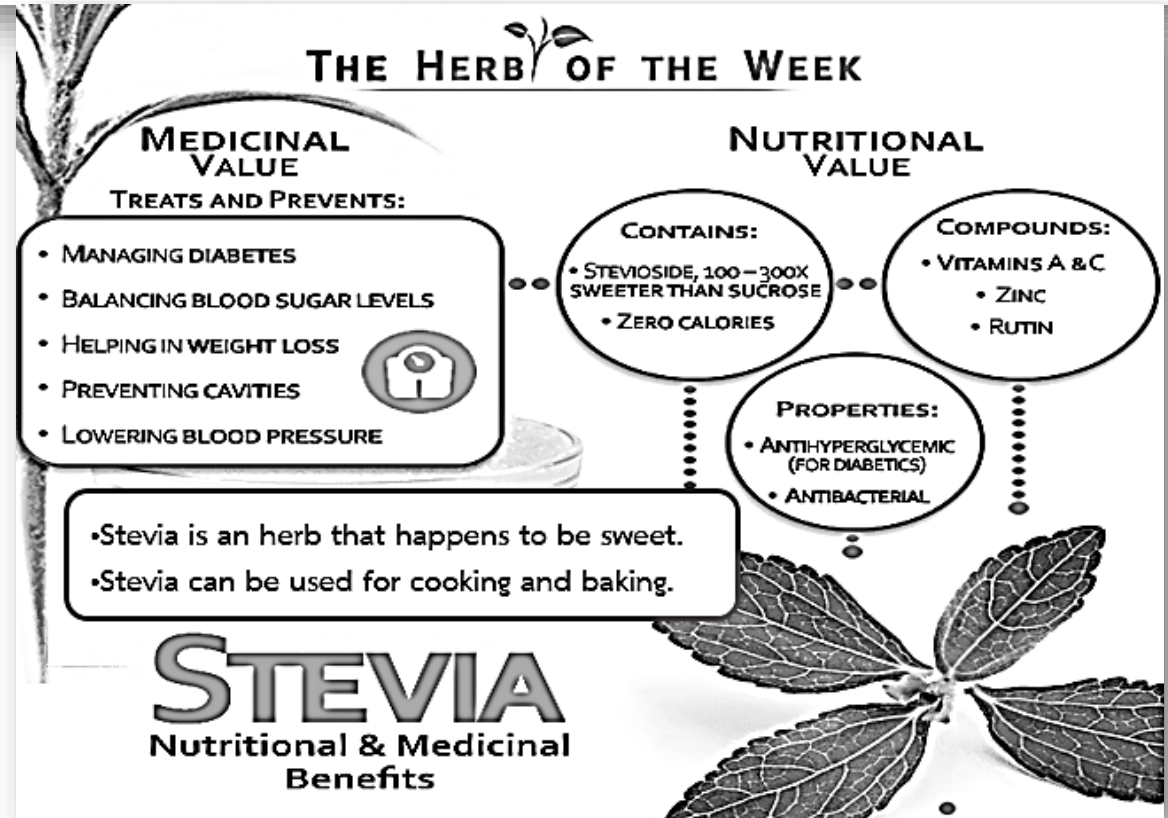 THE HERB OF THE WEEK
MEDICINAL
VALUE
TREATS AND PREVENTS:
• MANAGING DIABETES
• BALANCING BLOOD SUGAR LEVELS
• HELPING IN WEIGHT LOSS
• PREVENTING CAVITIES
• LOWERING BLOOD PRESSURE
NUTRITIONAL
VALUE
CONTAINS:
• STEVIOSIDE, 100–300X
SWEETER THAN SUCROSE
• ZERO CALORIES
COMPOUNDS:
• VITAMINS A & C
• ZINC
• RUTIN
PROPERTIES:
• ANTIHYPERGLYCEMIC
(FOR DIABETICS)
• ANTIBACTERIAL
•Stevia is an herb that happens to be sweet.
•Stevia can be used for cooking and baking.
STEVIA
Nutritional & Medicinal
Benefits